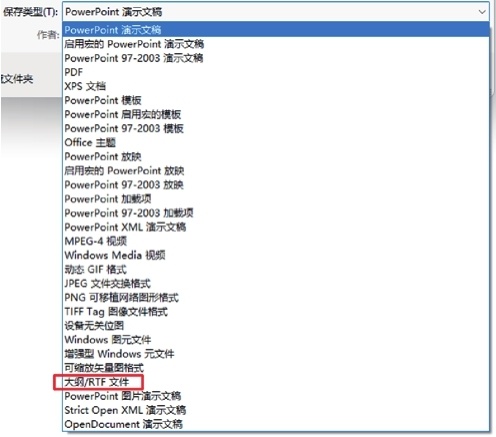 保存类型(T): PowerPoint 演示文稿
作者: PowerPoint 演示文稿
启用宏的 PowerPoint 演示文稿
PowerPoint 97-2003 演示文稿
PDF
XPS 文档
文件夹
PowerPoint 模板
PowerPoint 启用宏的模板
PowerPoint 97-2003 模板
Office 主题
PowerPoint 放映
启用宏的 PowerPoint 放映
PowerPoint 97-2003 放映
PowerPoint 加载项
PowerPoint 97-2003 加载项
PowerPoint XML 演示文稿
MPEG-4 视频
Windows Media 视频
动态 GIF 格式
JPEG 文件交换格式
PNG 可移植网络图形格式
TIFF Tag 图像文件格式
设备无关位图
Windows 图元文件
增强型 Windows 元文件
可缩放矢量图格式
大纲/RTF 文件
PowerPoint 图片演示文稿
Strict Open XML 演示文稿
OpenDocument 演示文稿